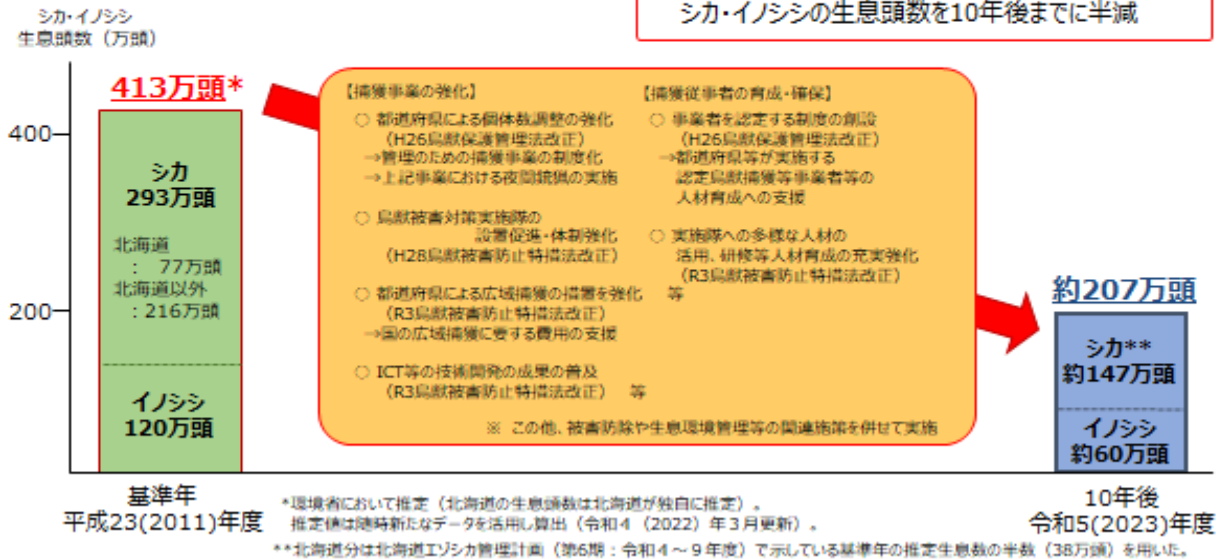 シカ・イノシシの生息頭数を10年後までに半減
シカ・イノシシ
生息頭数（万頭）
413万頭*
400
200
シカ
293万頭
北海道
： 77万頭
北海道以外
：216万頭
イノシシ
120万頭
【捕獲事業の強化】
○ 都道府県による個体数調整の強化
（H26鳥獣保護管理法改正）
→管理のための捕獲事業の制度化
→上記事業における夜間銃猟の実施
○ 鳥獣被害対策実施隊の
設置促進・体制強化
（H28鳥獣被害防止特措法改正）
○ 都道府県による広域捕獲の措置を強化
（R3鳥獣被害防止特措法改正）
→国の広域捕獲に要する費用の支援
○ ICT等の技術開発の成果の普及
（R3鳥獣被害防止特措法改正） 等
【捕獲従事者の育成・確保】
○ 事業者を認定する制度の創設
（H26鳥獣保護管理法改正）
→都道府県等が実施する
認定鳥獣捕獲等事業者等の
人材育成への支援
○ 実施隊への多様な人材の
活用、研修等人材育成の充実強化
（R3鳥獣被害防止特措法改正）
等
※ この他、被害防除や生息環境管理等の関連施策を併せて実施
約207万頭
シカ**
約147万頭
イノシシ
約60万頭
基準年
平成23(2011)年度
10年後
令和5(2023)年度
*環境省において推定（北海道の生息頭数は北海道が独自に推定）。
推定値は随時新たなデータを活用し算出（令和４（2022）年３月更新）。
**北海道分は北海道エゾシカ管理計画（第6期：令和４～９年度）で示している基準年の推定生息数の半数（38万頭）を用いた。